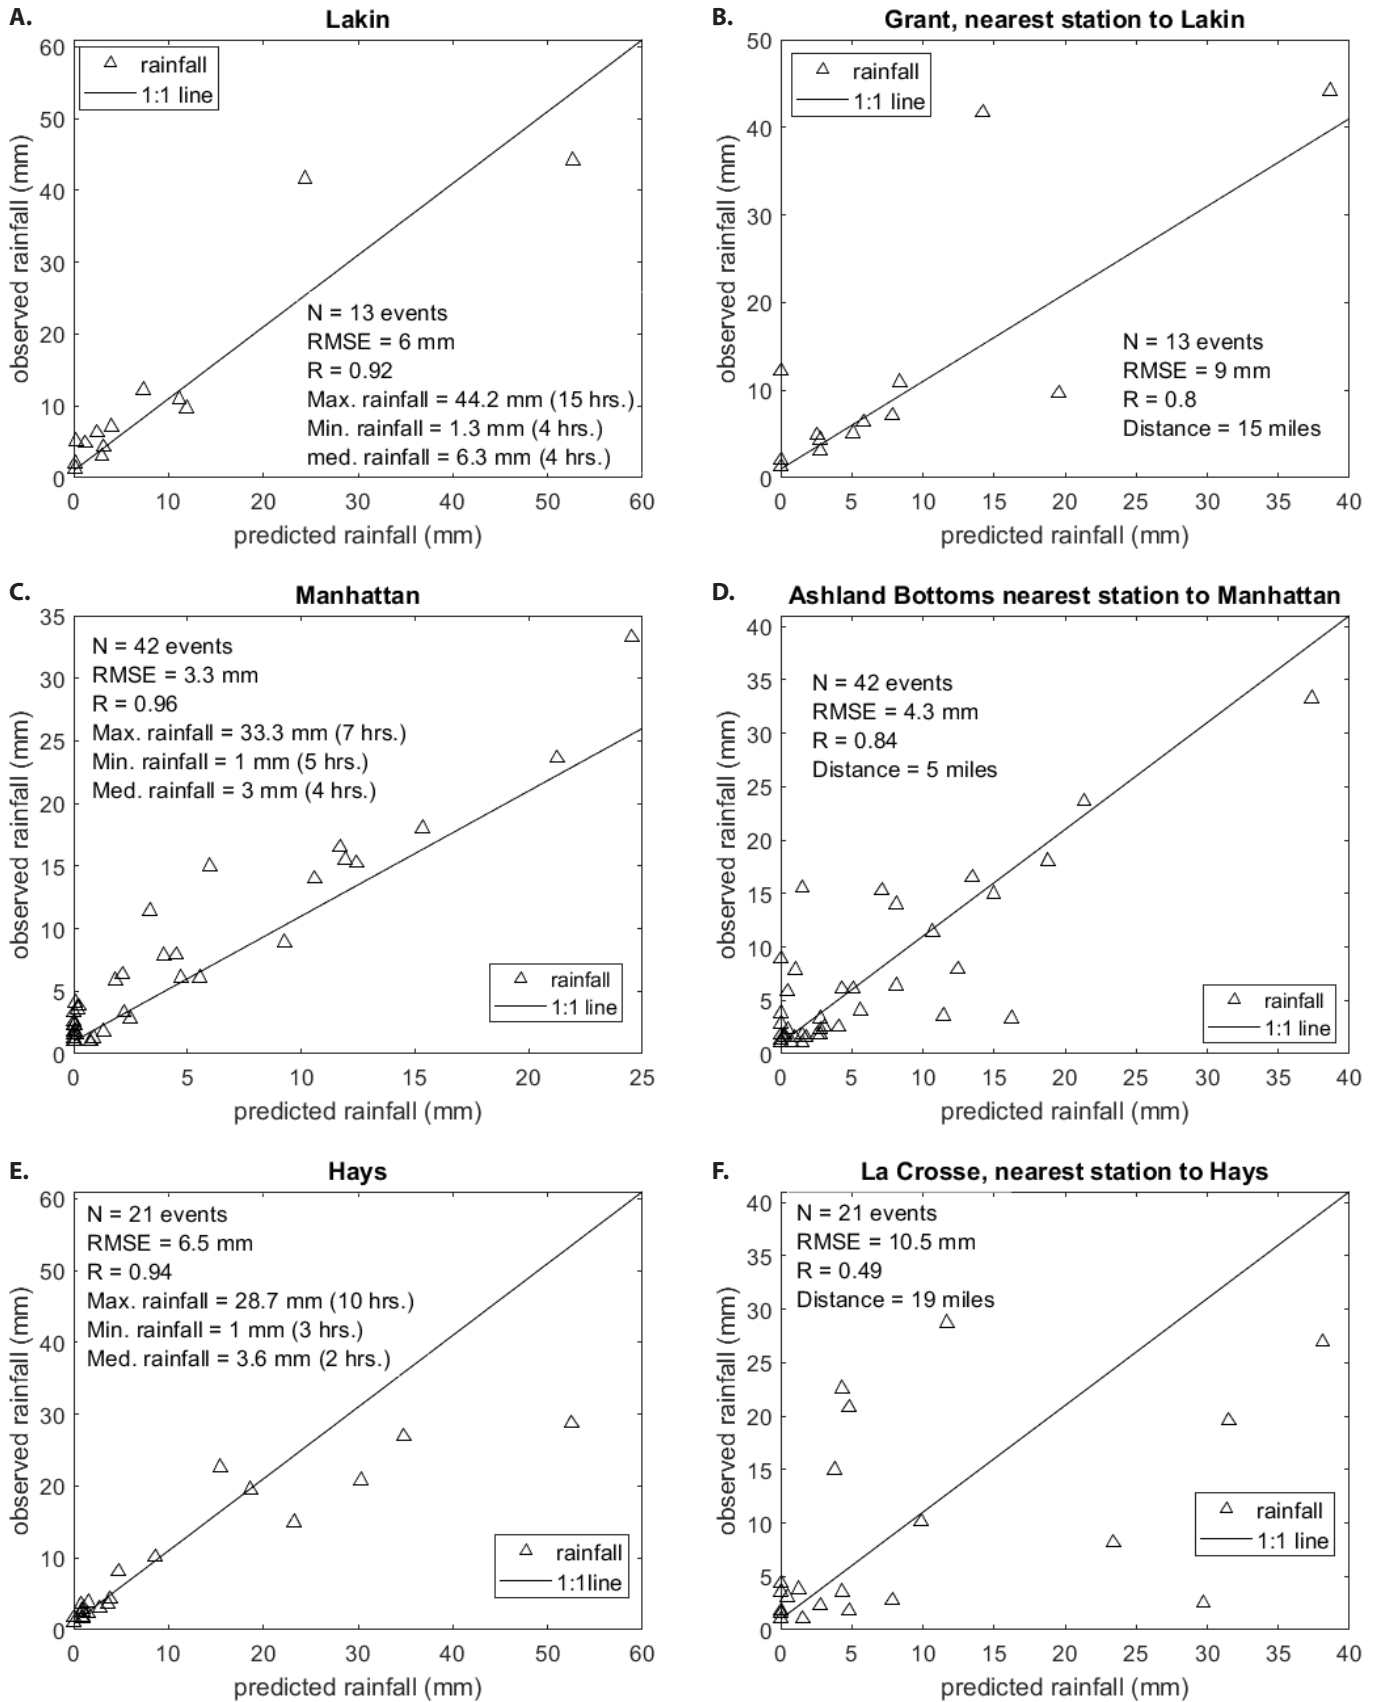 A.
Lakin
60
50
40
30
20
10
0
observed rainfall (mm)
rainfall
1:1 line
N = 13 events
RMSE = 6 mm
R = 0.92
Max. rainfall = 44.2 mm (15 hrs.)
Min. rainfall = 1.3 mm (4 hrs.)
med. rainfall = 6.3 mm (4 hrs.)
0 10 20 30 40 50 60
predicted rainfall (mm)
B.
Grant, nearest station to Lakin
50
40
30
20
10
0
observed rainfall (mm)
rainfall
1:1 line
N = 13 events
RMSE = 9 mm
R = 0.8
Distance = 15 miles
0 5 10 15 20 25 30 35 40
predicted rainfall (mm)
C.
Manhattan
35
30
25
20
15
10
5
0
observed rainfall (mm)
N = 42 events
RMSE = 3.3 mm
R = 0.96
Max. rainfall = 33.3 mm (7 hrs.)
Min. rainfall = 1 mm (5 hrs.)
Med. rainfall = 3 mm (4 hrs.)
rainfall
1:1 line
0 5 10 15 20 25
predicted rainfall (mm)
D.
Ashland Bottoms nearest station to Manhattan
40
35
30
25
20
15
10
5
0
observed rainfall (mm)
N = 42 events
RMSE = 4.3 mm
R = 0.84
Distance = 5 miles
rainfall
1:1 line
0 5 10 15 20 25 30 35 40
predicted rainfall (mm)
E.
Hays
60
50
40
30
20
10
0
observed rainfall (mm)
N = 21 events
RMSE = 6.5 mm
R = 0.94
Max. rainfall = 28.7 mm (10 hrs.)
Min. rainfall = 1 mm (3 hrs.)
Med. rainfall = 3.6 mm (2 hrs.)
rainfall
1:1line
0 10 20 30 40 50 60
predicted rainfall (mm)
F.
La Crosse, nearest station to Hays
40
35
30
25
20
15
10
5
0
observed rainfall (mm)
N = 21 events
RMSE = 10.5 mm
R = 0.49
Distance = 19 miles
rainfall
1:1 line
0 5 10 15 20 25 30 35 40
predicted rainfall (mm)